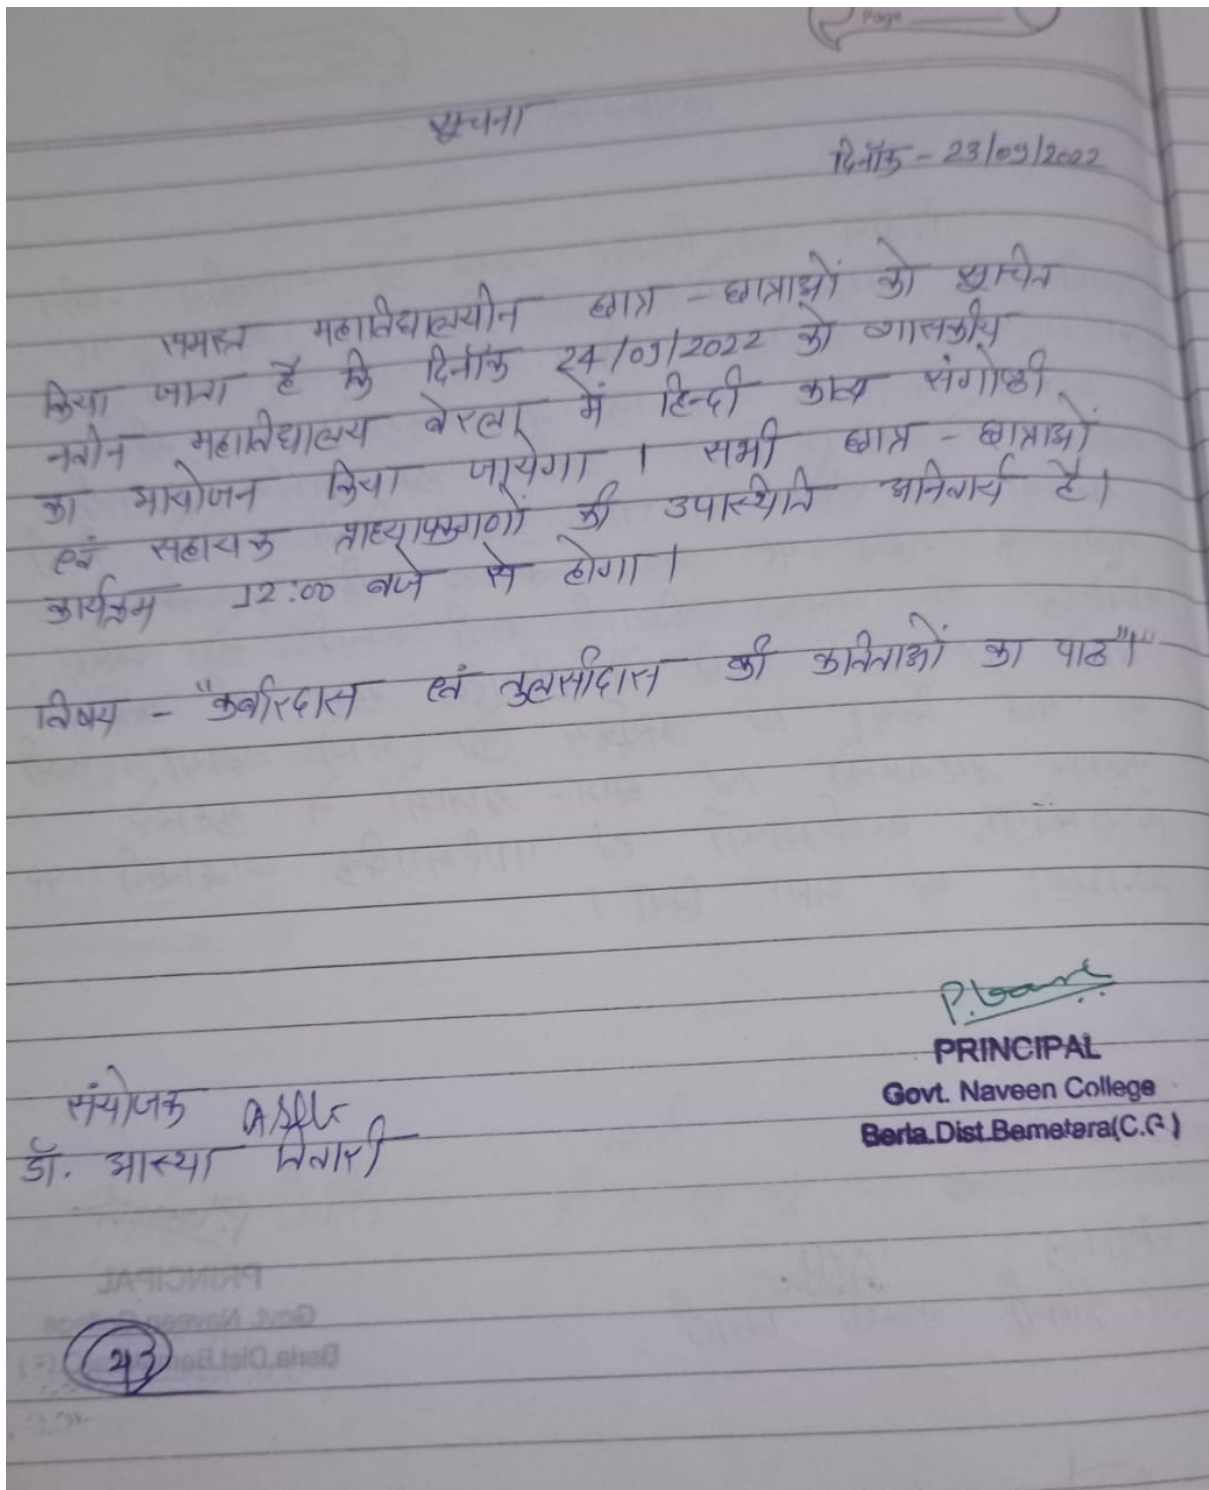 Page
सूचना
दिनाँक - 23/09/2022
समस्त महाविद्यालयीन छात्र - छात्राओं को सूचित
किया जाता है कि दिनाँक 24/09/2022 को शासकीय
नवीन महाविद्यालय बेरला में हिन्दी काव्य संगोष्ठी
का आयोजन किया जायेगा । सभी छात्र - छात्राओं
एवं सहायक प्राध्यापकगणों की उपस्थिति अनिवार्य है।
कार्यक्रम 12:00 बजे से होगा।
विषय - "कबीरदास एवं तुलसीदास की कविताओं का पाठ"।
PRINCIPAL
Govt. Naveen College
Berla.Dist.Bemetara(C.G)
संयोजक
डॉ. आस्था तिवारी